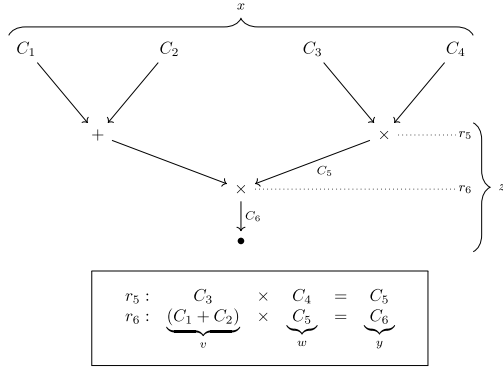 x
C₁ C₂ C₃ C₄
+ × r₅
C₅
z
× r₆
C₆
r₅ : C₃ × C₄ = C₅
r₆ : (C₁ + C₂) × C₅ = C₆
v w y